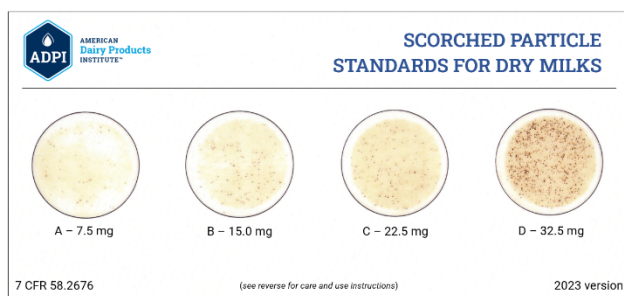 ADPI
AMERICAN
Dairy Products
INSTITUTE™
SCORCHED PARTICLE
STANDARDS FOR DRY MILKS
A – 7.5 mg
B – 15.0 mg
C – 22.5 mg
D – 32.5 mg
7 CFR 58.2676
(see reverse for care and use instructions)
2023 version